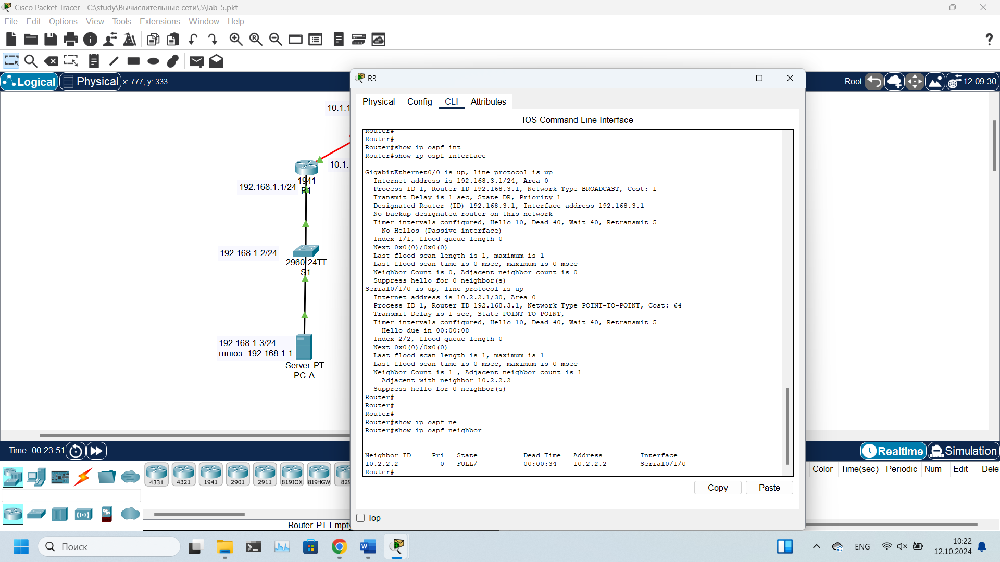 Cisco Packet Tracer - C:\study\Вычислительные сети\5\lab_5.pkt
File Edit Options View Tools Extensions Window Help
Logical Physical x: 777, y: 333
Root 12:09:30
10.1.1
10.1.
1941
R1
192.168.1.1/24
192.168.1.2/24
2960-24TT
S1
192.168.1.3/24
шлюз: 192.168.1.1
Server-PT
PC-A
R3
Physical Config CLI Attributes
IOS Command Line Interface
Router#
Router#
Router#show ip ospf int
Router#show ip ospf interface
GigabitEthernet0/0 is up, line protocol is up
Internet address is 192.168.3.1/24, Area 0
Process ID 1, Router ID 192.168.3.1, Network Type BROADCAST, Cost: 1
Transmit Delay is 1 sec, State DR, Priority 1
Designated Router (ID) 192.168.3.1, Interface address 192.168.3.1
No backup designated router on this network
Timer intervals configured, Hello 10, Dead 40, Wait 40, Retransmit 5
No Hellos (Passive interface)
Index 1/1, flood queue length 0
Next 0x0(0)/0x0(0)
Last flood scan length is 1, maximum is 1
Last flood scan time is 0 msec, maximum is 0 msec
Neighbor Count is 0, Adjacent neighbor count is 0
Suppress hello for 0 neighbor(s)
Serial0/1/0 is up, line protocol is up
Internet address is 10.2.2.1/30, Area 0
Process ID 1, Router ID 192.168.3.1, Network Type POINT-TO-POINT, Cost: 64
Transmit Delay is 1 sec, State POINT-TO-POINT,
Timer intervals configured, Hello 10, Dead 40, Wait 40, Retransmit 5
Hello due in 00:00:08
Index 2/2, flood queue length 0
Next 0x0(0)/0x0(0)
Last flood scan length is 1, maximum is 1
Last flood scan time is 0 msec, maximum is 0 msec
Neighbor Count is 1 , Adjacent neighbor count is 1
Adjacent with neighbor 10.2.2.2
Suppress hello for 0 neighbor(s)
Router#
Router#
Router#
Router#show ip ospf ne
Router#show ip ospf neighbor
Neighbor ID Pri State Dead Time Address Interface
10.2.2.2 0 FULL/ - 00:00:34 10.2.2.2 Serial0/1/0
Router#
Copy Paste
Top
Time: 00:23:51
Realtime Simulation
4331 4321 1941 2901 2911 819IOX 819HGW 829
Color Time(sec) Periodic Num Edit Dele
Router-PT-Empty
Поиск
ENG
10:22
12.10.2024